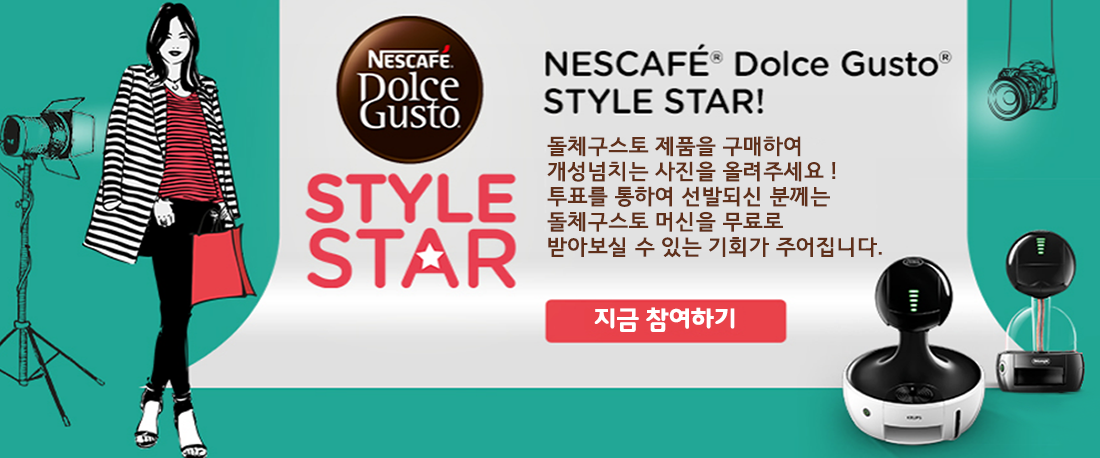 NESCAFÉ.
Dolce
Gusto
STYLE
STAR
NESCAFÉ® Dolce Gusto®
STYLE STAR!
돌체구스토 제품을 구매하여
개성넘치는 사진을 올려주세요 !
투표를 통하여 선발되신 분께는
돌체구스토 머신을 무료로
받아보실 수 있는 기회가 주어집니다.
지금 참여하기
KRUPS